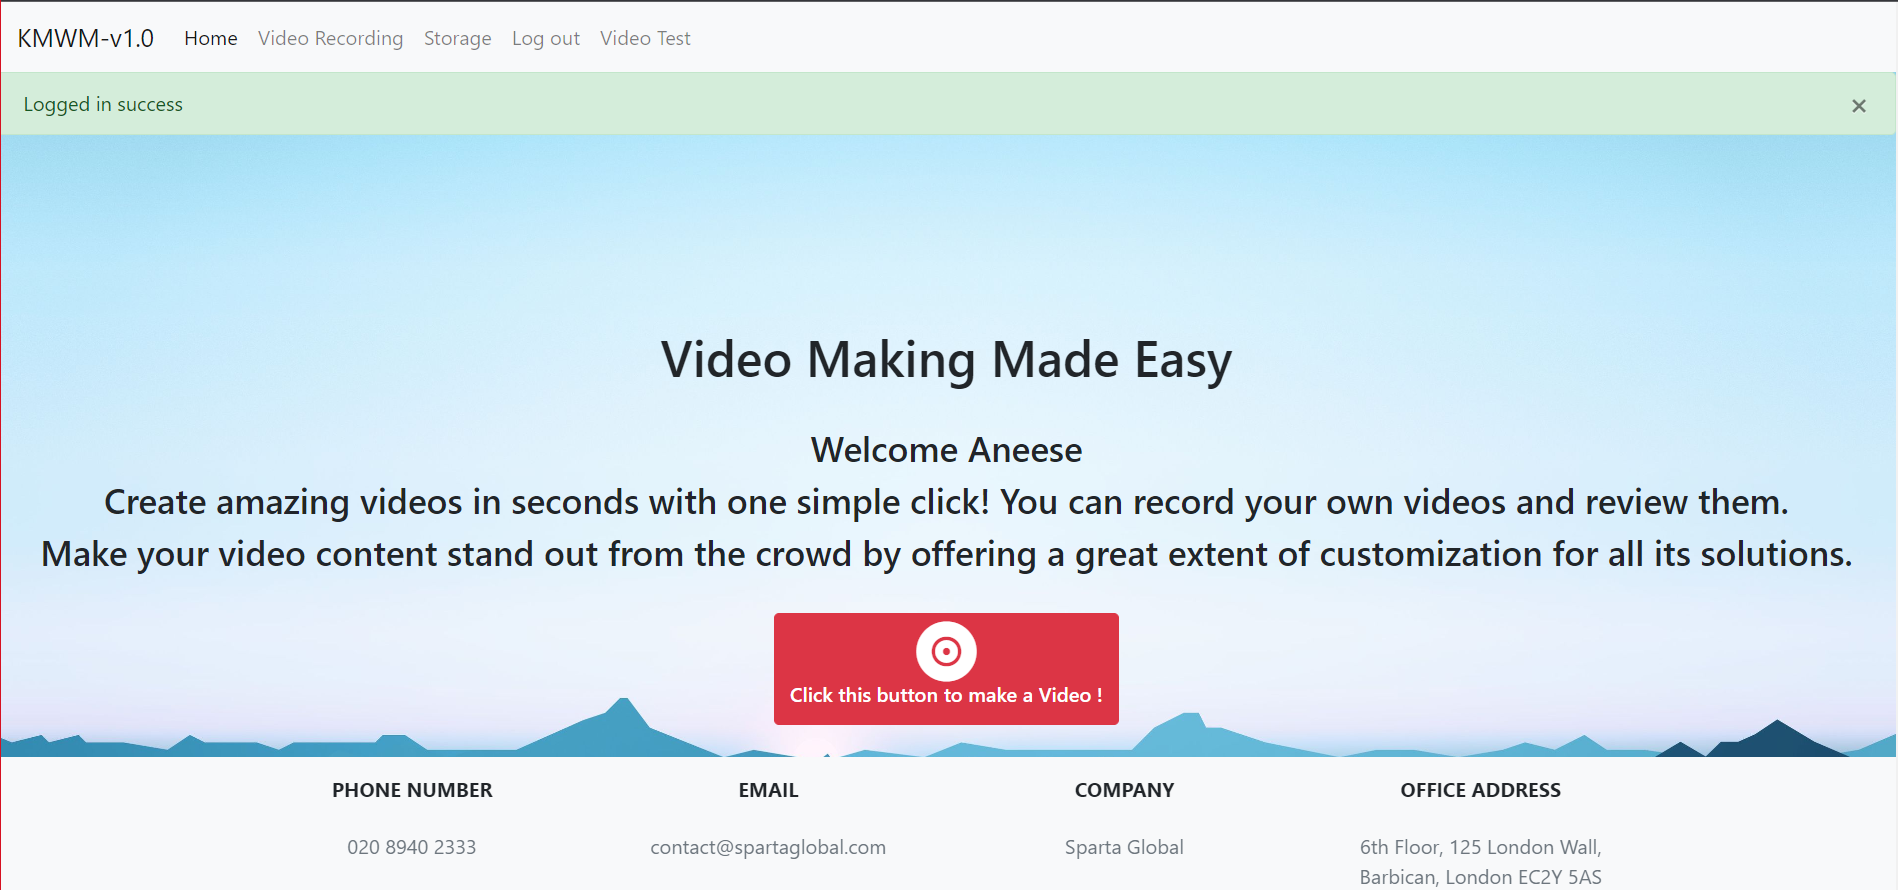 KMWM-v1.0 Home Video Recording Storage Log out Video Test
Logged in success ×
Video Making Made Easy
Welcome Aneese
Create amazing videos in seconds with one simple click! You can record your own videos and review them.
Make your video content stand out from the crowd by offering a great extent of customization for all its solutions.
Click this button to make a Video !
PHONE NUMBER EMAIL COMPANY OFFICE ADDRESS
020 8940 2333 contact@spartaglobal.com Sparta Global 6th Floor, 125 London Wall,
Barbican, London EC2Y 5AS